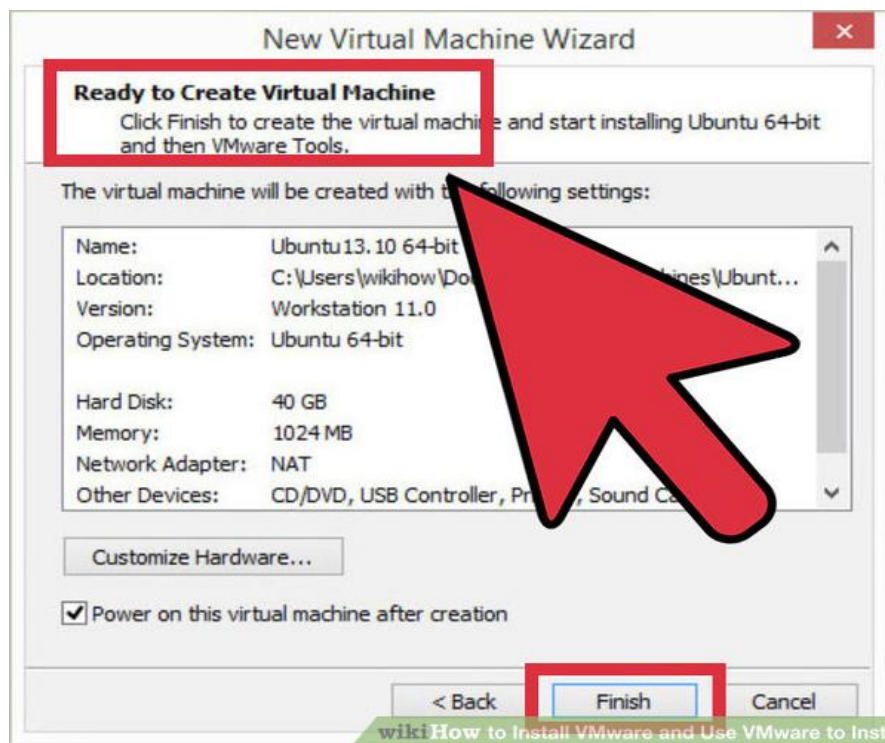 New Virtual Machine Wizard
Ready to Create Virtual Machine
Click Finish to create the virtual machine and start installing Ubuntu 64-bit
and then VMware Tools.
The virtual machine will be created with following settings:
Name: Ubuntu13.10 64-bit
Location: C:\Users\wikihow\Do \Ubunt...
Version: Workstation 11.0
Operating System: Ubuntu 64-bit
Hard Disk: 40 GB
Memory: 1024 MB
Network Adapter: NAT
Other Devices: CD/DVD, USB Controller, Sound
Customize Hardware...
Power on this virtual machine after creation
< Back Finish Cancel
wikiHow to Install VMware and Use VMware to Inst